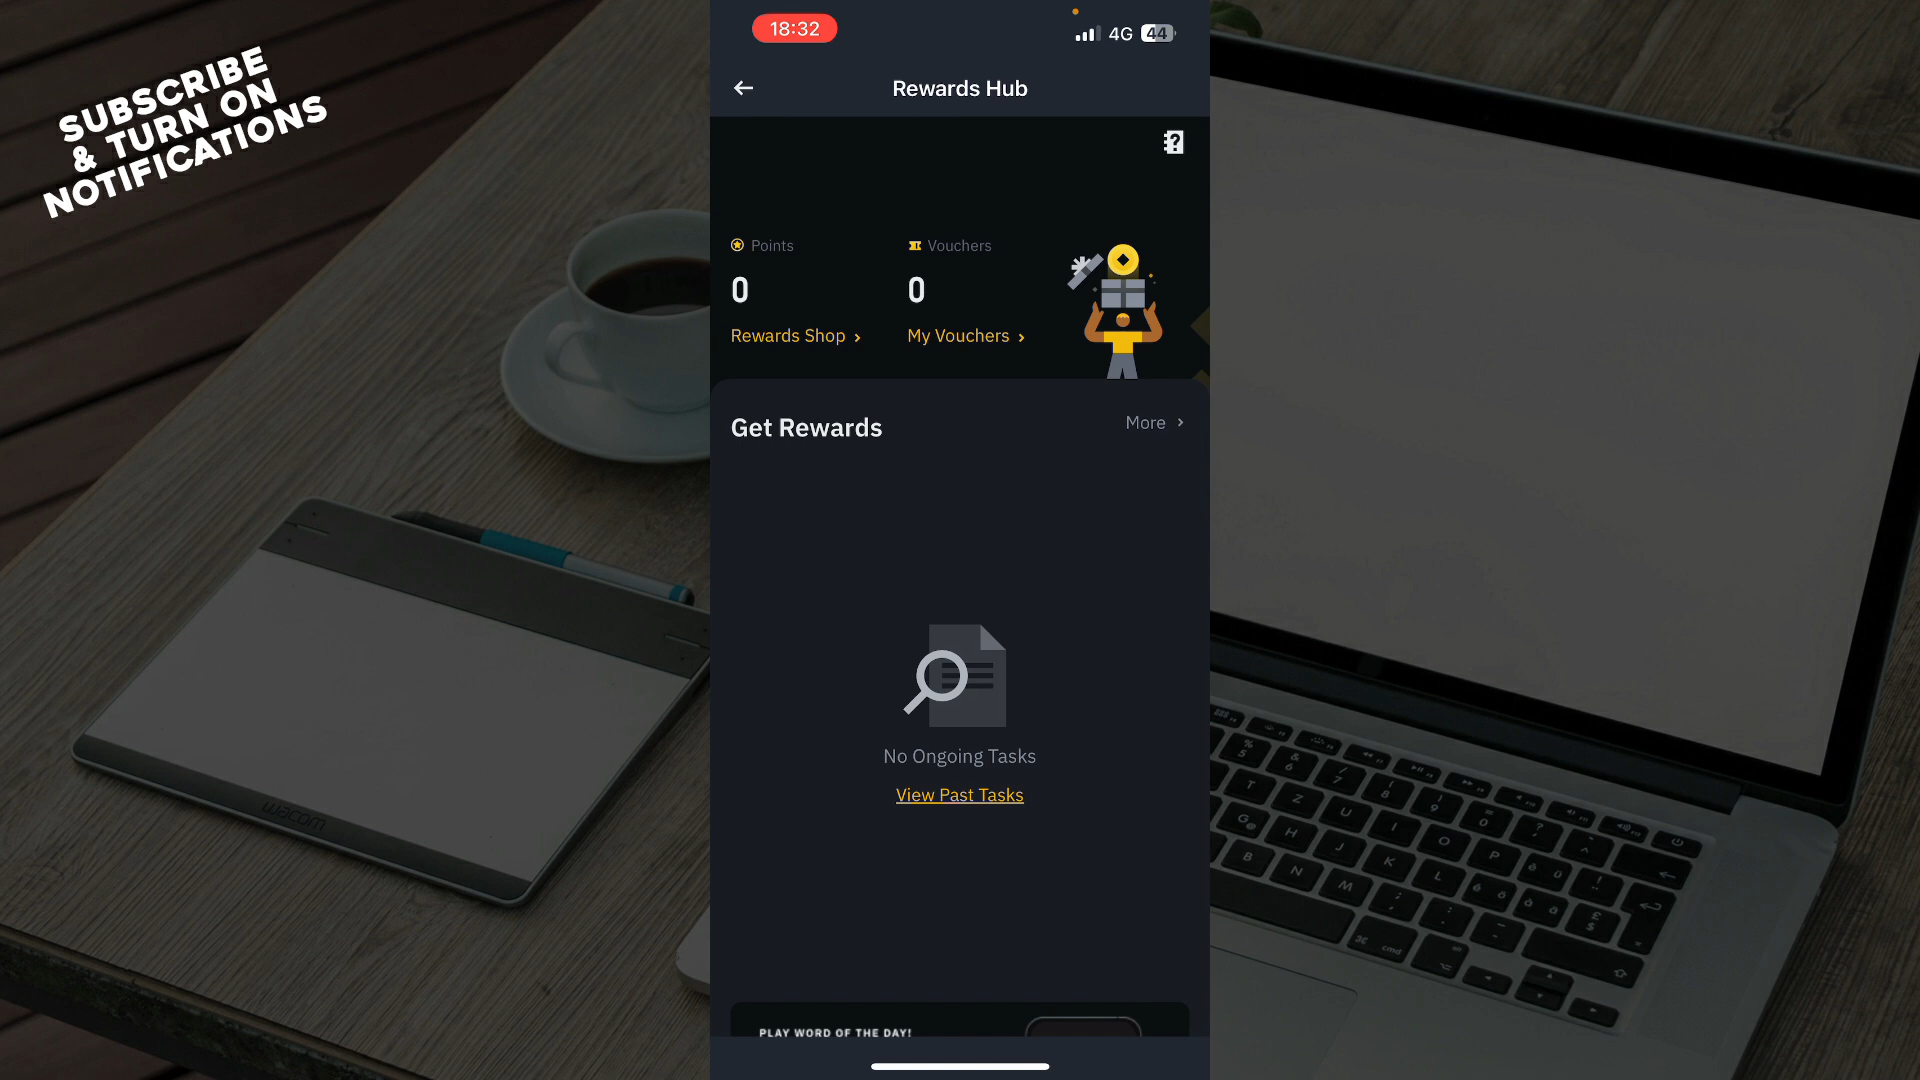 SUBSCRIBE
& TURN ON
NOTIFICATIONS
18:32
4G 44
Rewards Hub
Points
0
Rewards Shop
Vouchers
0
My Vouchers
Get Rewards
More
No Ongoing Tasks
View Past Tasks
PLAY WORD OF THE DAY!
wacom